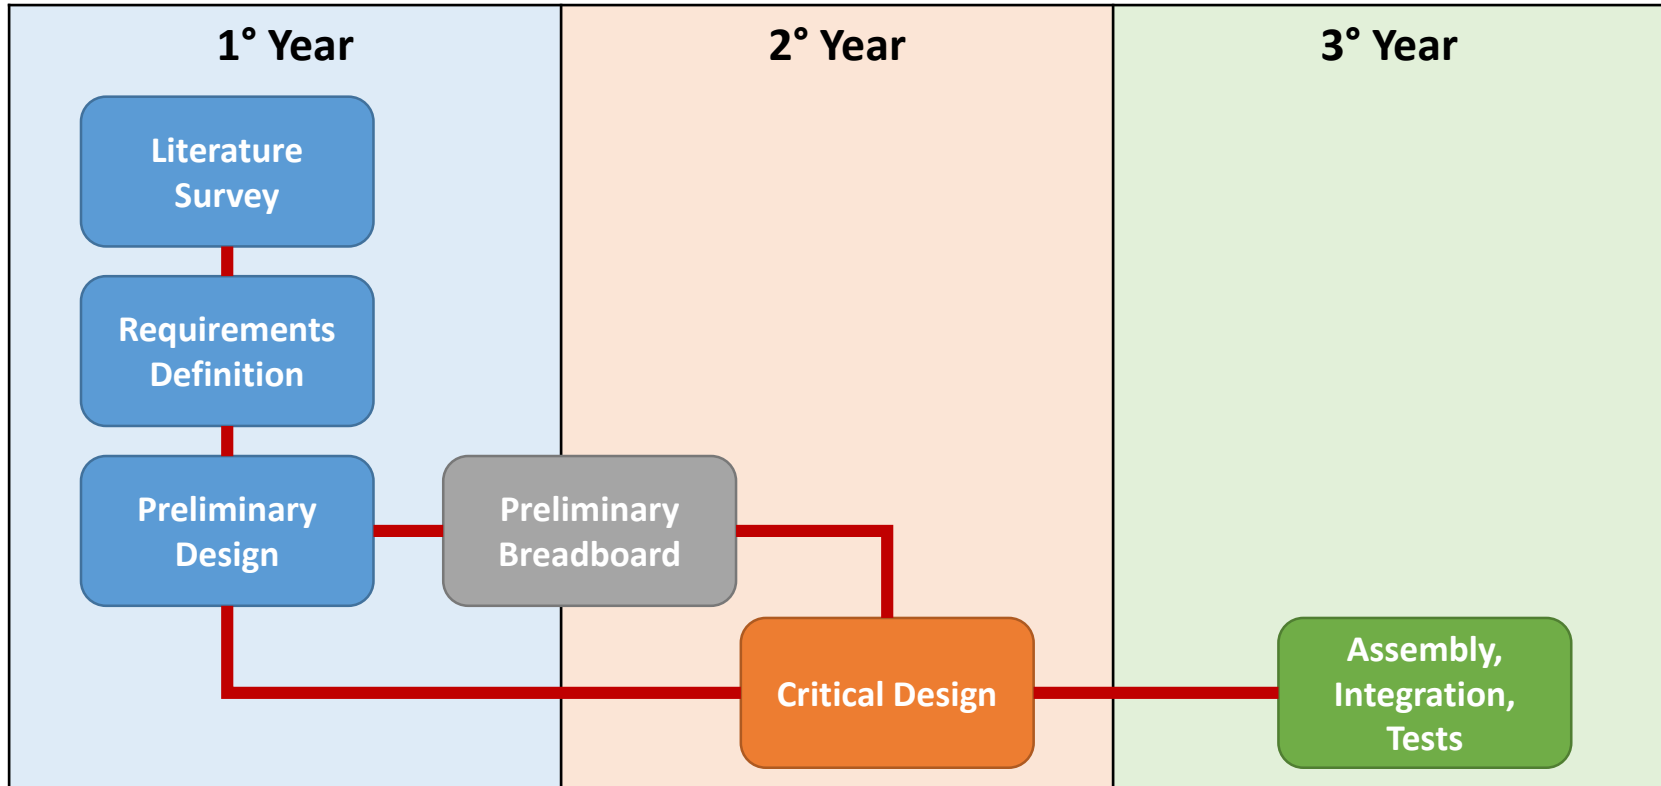 1° Year
2° Year
3° Year
Literature
Survey
Requirements
Definition
Preliminary
Design
Preliminary
Breadboard
Critical Design
Assembly,
Integration,
Tests